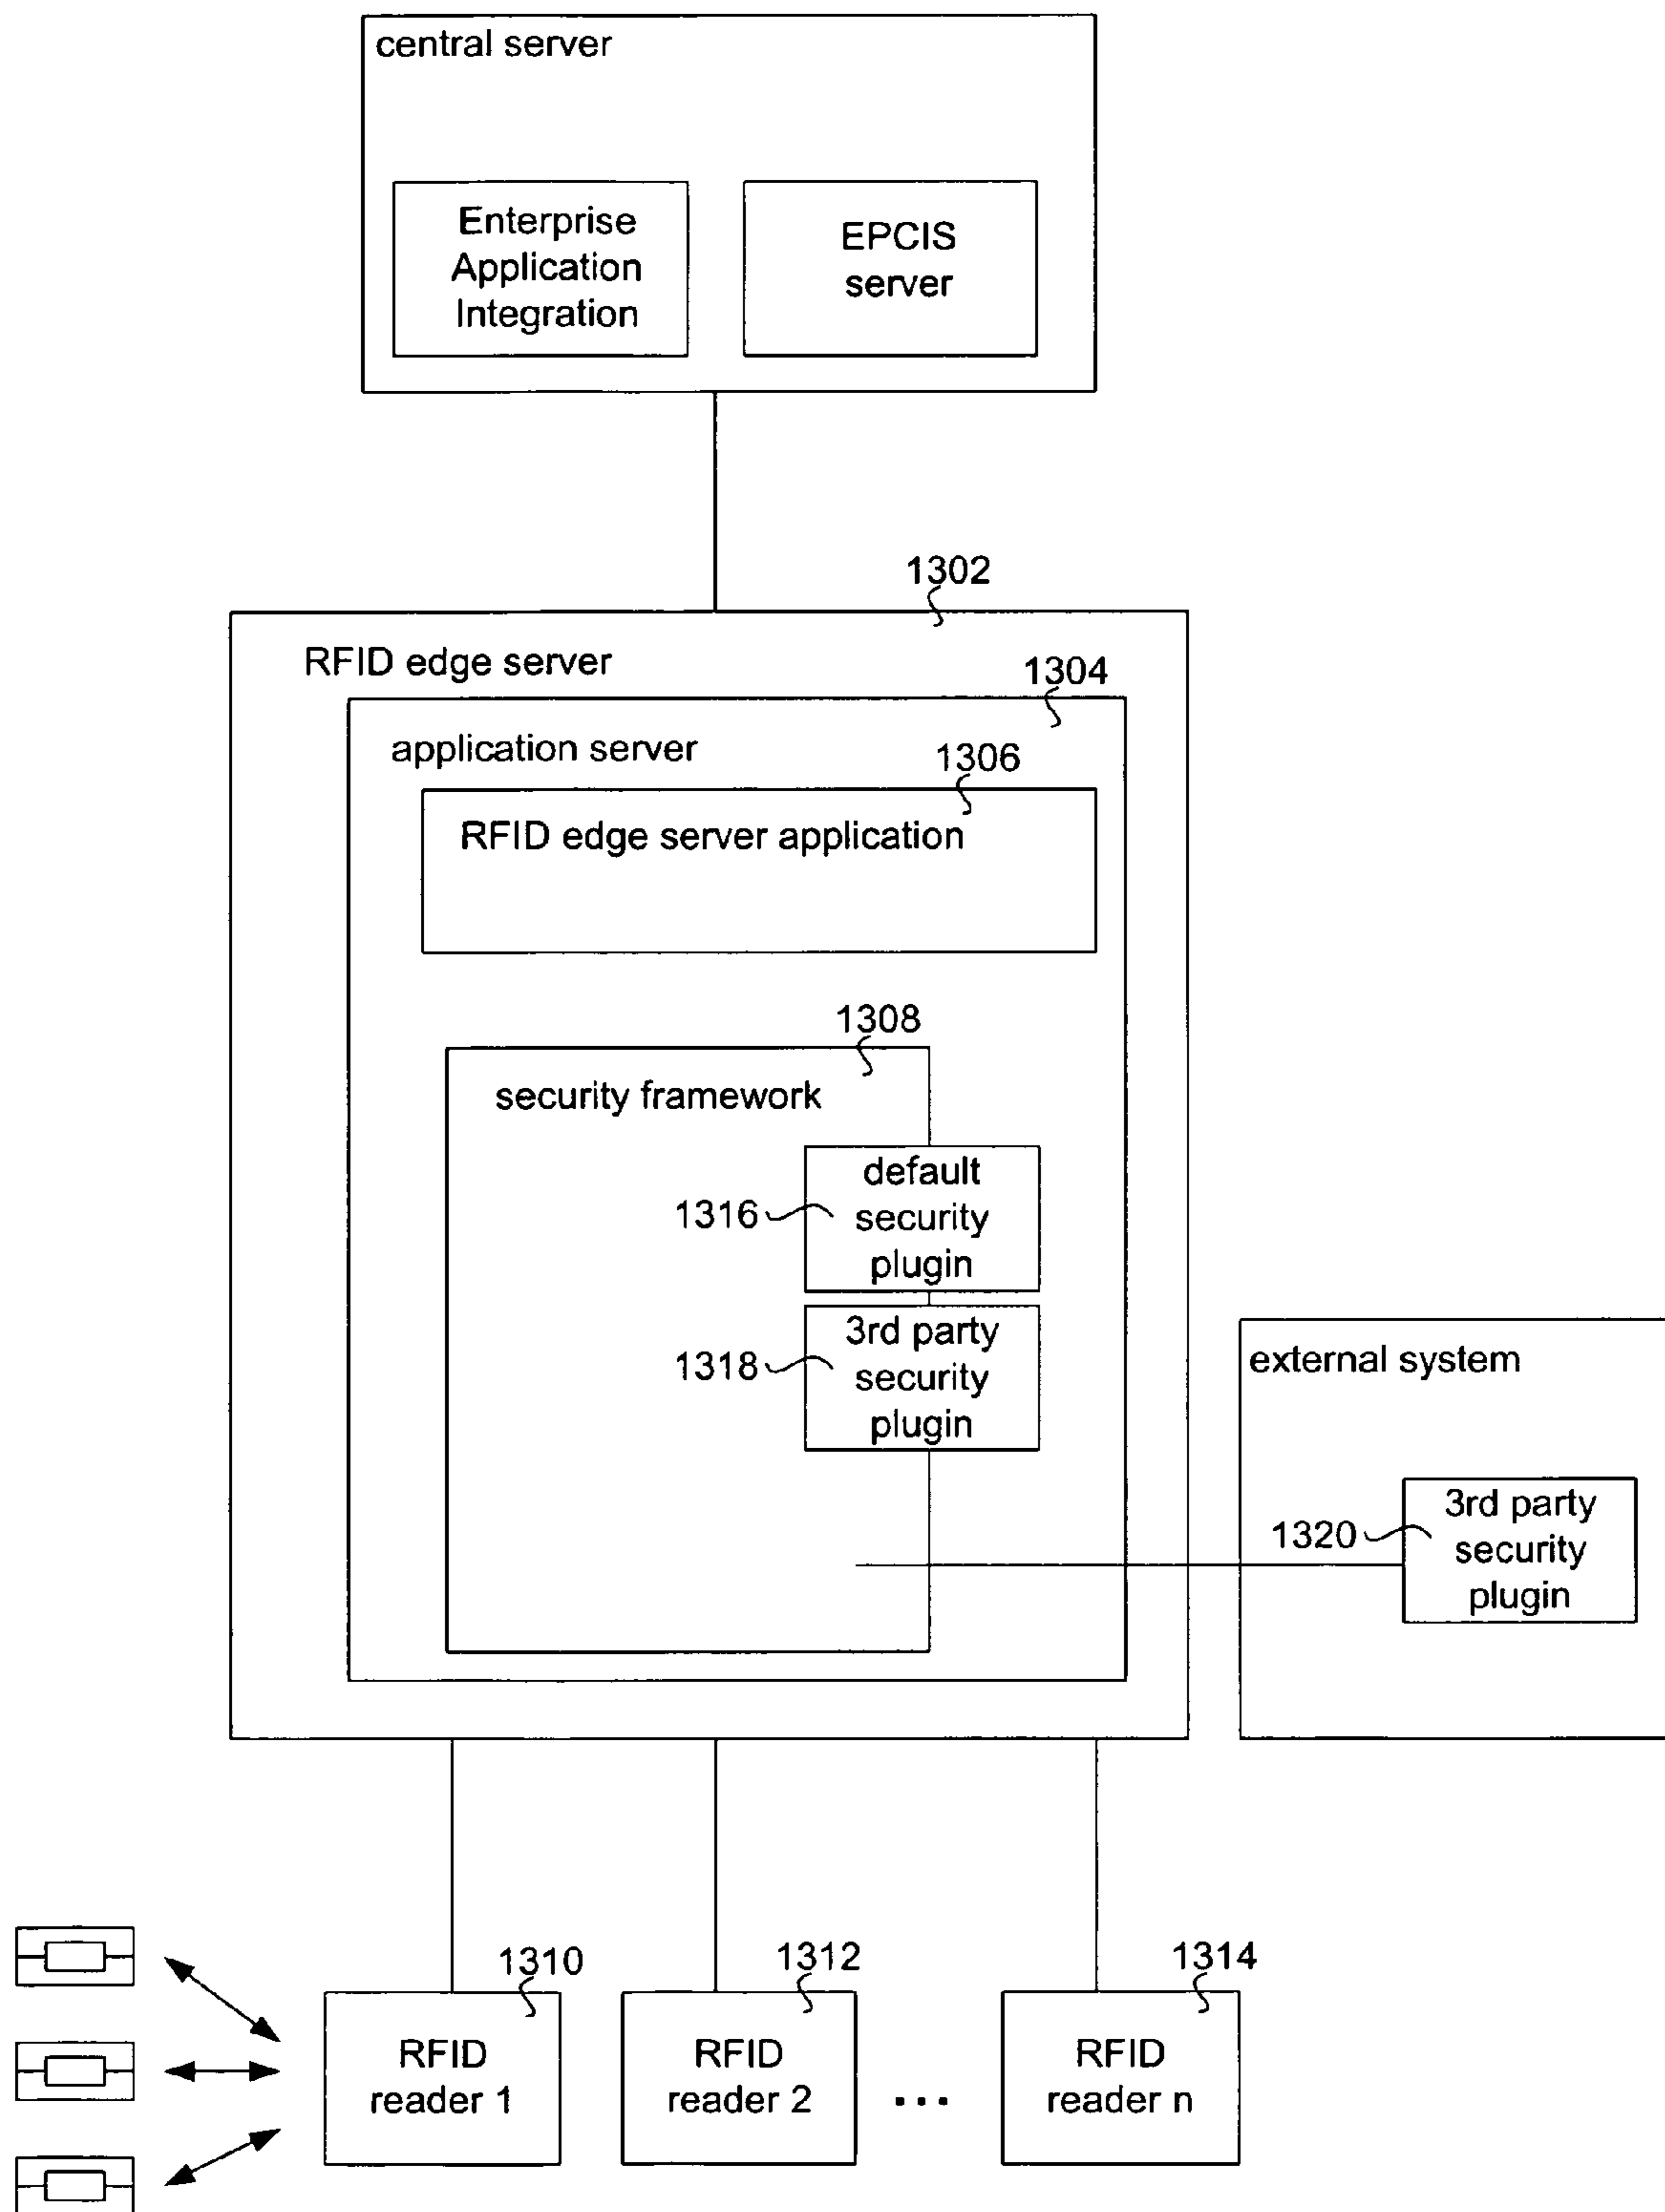 central server
Enterprise
Application
Integration
EPCIS
server
1302
RFID edge server
1304
application server
1306
RFID edge server application
1308
security framework
default
security
plugin
1316
3rd party
security
plugin
1318
external system
3rd party
security
plugin
1320
1310
1312
1314
RFID
reader 1
RFID
reader 2
...
RFID
reader n